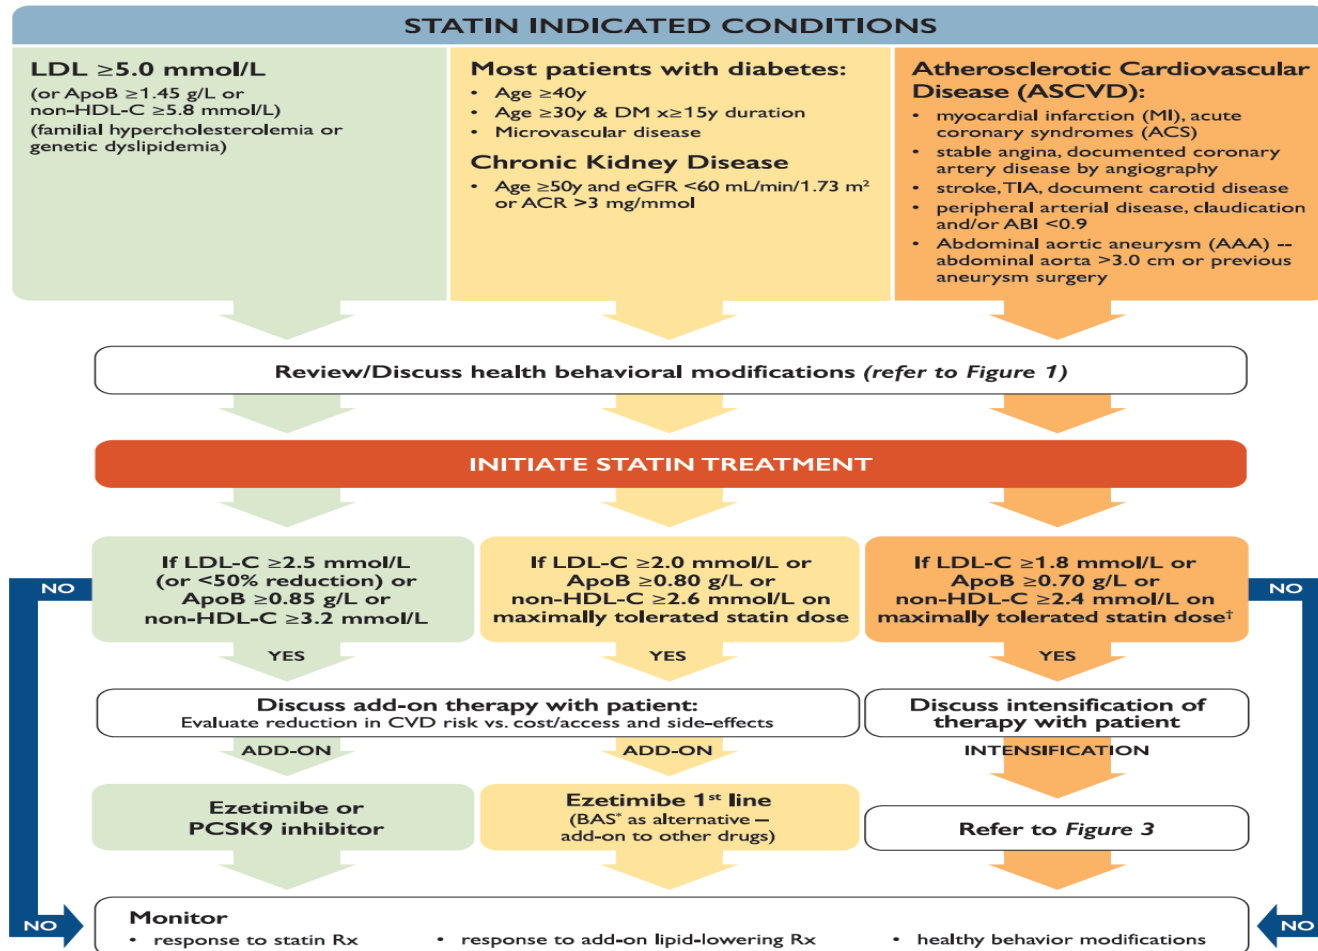 STATIN INDICATED CONDITIONS
LDL ≥5.0 mmol/L
(or ApoB ≥1.45 g/L or
non-HDL-C ≥5.8 mmol/L)
(familial hypercholesterolemia or
genetic dyslipidemia)
Most patients with diabetes:
• Age ≥40y
• Age ≥30y & DM x≥15y duration
• Microvascular disease
Chronic Kidney Disease
• Age ≥50y and eGFR <60 mL/min/1.73 m²
or ACR >3 mg/mmol
Atherosclerotic Cardiovascular
Disease (ASCVD):
• myocardial infarction (MI), acute
coronary syndromes (ACS)
• stable angina, documented coronary
artery disease by angiography
• stroke, TIA, document carotid disease
• peripheral arterial disease, claudication
and/or ABI <0.9
• Abdominal aortic aneurysm (AAA) --
abdominal aorta >3.0 cm or previous
aneurysm surgery
Review/Discuss health behavioral modifications (refer to Figure 1)
INITIATE STATIN TREATMENT
If LDL-C ≥2.5 mmol/L
(or <50% reduction) or
ApoB ≥0.85 g/L or
non-HDL-C ≥3.2 mmol/L
If LDL-C ≥2.0 mmol/L or
ApoB ≥0.80 g/L or
non-HDL-C ≥2.6 mmol/L on
maximally tolerated statin dose
If LDL-C ≥1.8 mmol/L or
ApoB ≥0.70 g/L or
non-HDL-C ≥2.4 mmol/L on
maximally tolerated statin dose†
NO
NO
YES
YES
YES
Discuss add-on therapy with patient:
Evaluate reduction in CVD risk vs. cost/access and side-effects
Discuss intensification of
therapy with patient
ADD-ON
ADD-ON
INTENSIFICATION
Ezetimibe or
PCSK9 inhibitor
Ezetimibe 1st line
(BAS* as alternative –
add-on to other drugs)
Refer to Figure 3
NO
NO
Monitor
• response to statin Rx
• response to add-on lipid-lowering Rx
• healthy behavior modifications